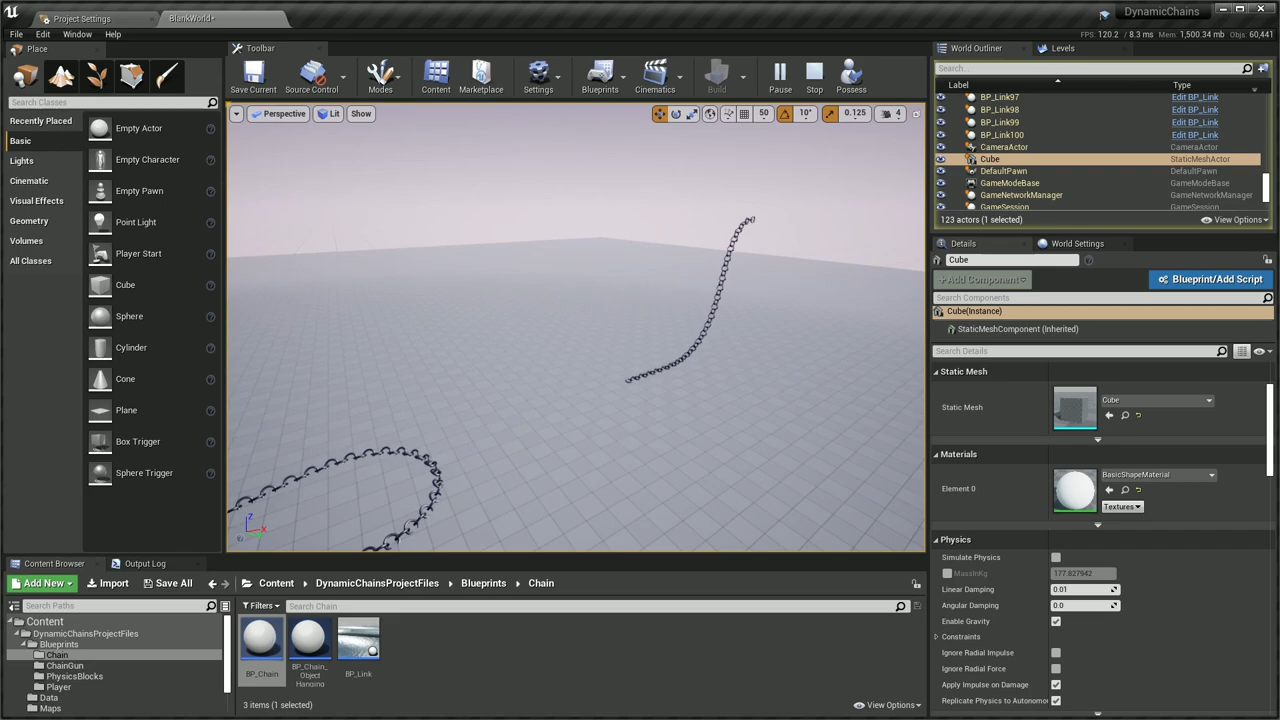 Project Settings
BlankWorld*
DynamicChains
File
Edit
Window
Help
FPS: 120.2 / 8.3 ms
Mem: 1,500.34 mb
Objs: 60,441
Place
Search Classes
Recently Placed
Basic
Lights
Cinematic
Visual Effects
Geometry
Volumes
All Classes
Empty Actor
Empty Character
Empty Pawn
Point Light
Player Start
Cube
Sphere
Cylinder
Cone
Plane
Box Trigger
Sphere Trigger
Toolbar
Save Current
Source Control
Modes
Content
Marketplace
Settings
Blueprints
Cinematics
Build
Pause
Stop
Possess
Perspective
Lit
Show
50
10°
0.125
4
Z
X
World Outliner
Levels
Search...
Label
Type
BP_Link97
Edit BP_Link
BP_Link98
Edit BP_Link
BP_Link99
Edit BP_Link
BP_Link100
Edit BP_Link
CameraActor
CameraActor
Cube
StaticMeshActor
DefaultPawn
DefaultPawn
GameModeBase
GameModeBase
GameNetworkManager
GameNetworkManager
GameSession
GameSession
123 actors (1 selected)
View Options
Details
World Settings
Cube
+ Add Component
Blueprint/Add Script
Search Components
Cube(Instance)
StaticMeshComponent (Inherited)
Search Details
Static Mesh
Static Mesh
Cube
Materials
Element 0
BasicShapeMaterial
Textures
Physics
Simulate Physics
MassInKg
177.827942
Linear Damping
0.01
Angular Damping
0.0
Enable Gravity
Constraints
Ignore Radial Impulse
Ignore Radial Force
Apply Impulse on Damage
Replicate Physics to Autonomo
Content Browser
Output Log
Add New
Import
Save All
Content
DynamicChainsProjectFiles
Blueprints
Chain
Search Paths
Filters
Search Chain
Content
DynamicChainsProjectFiles
Blueprints
Chain
ChainGun
PhysicsBlocks
Player
Data
Maps
BP_Chain
BP_Chain_
Object
Hanging
BP_Link
3 items (1 selected)
View Options